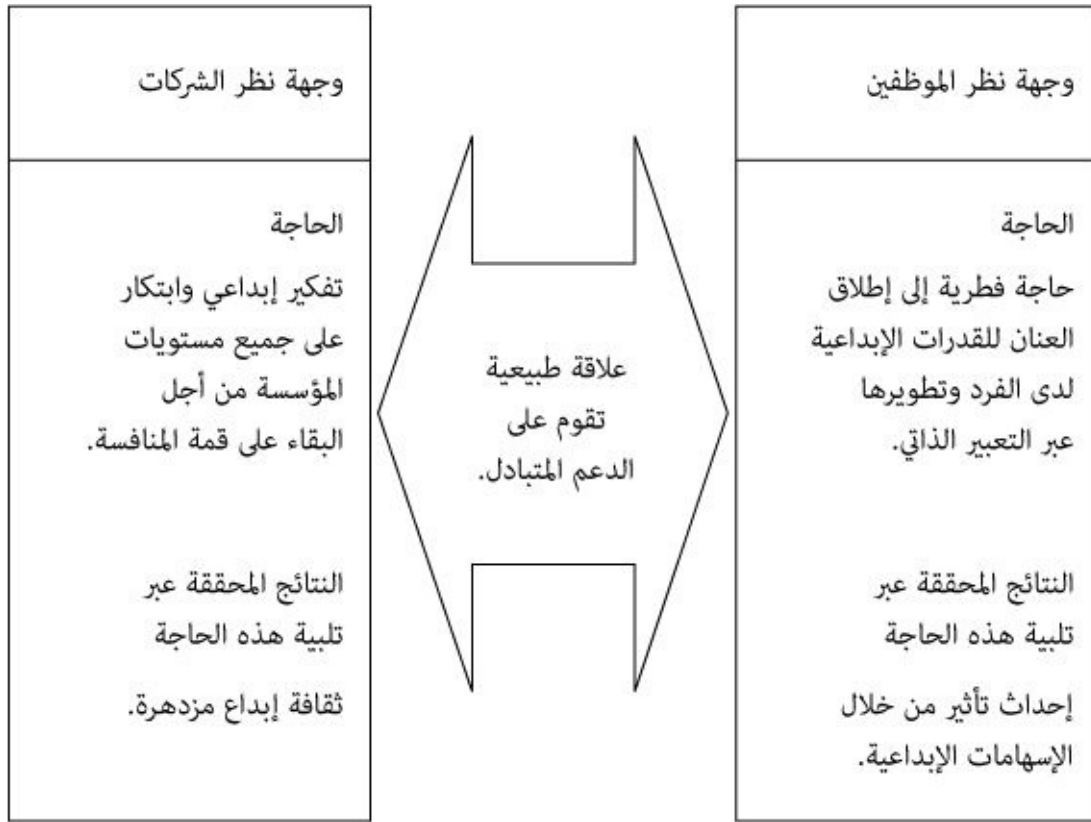 وجهة نظر الموظفين
الحاجة
حاجة فطرية إلى إطلاق
العنان للقدرات الإبداعية
لدى الفرد وتطويرها
عبر التعبير الذاتي.
النتائج المحققة عبر
تلبية هذه الحاجة
إحداث تأثير من خلال
الإسهامات الإبداعية.
علاقة طبيعية
تقوم على
الدعم المتبادل.
وجهة نظر الشركات
الحاجة
تفكير إبداعي وابتكار
على جميع مستويات
المؤسسة من أجل
البقاء على قمة المنافسة.
النتائج المحققة عبر
تلبية هذه الحاجة
ثقافة إبداع مزدهرة.